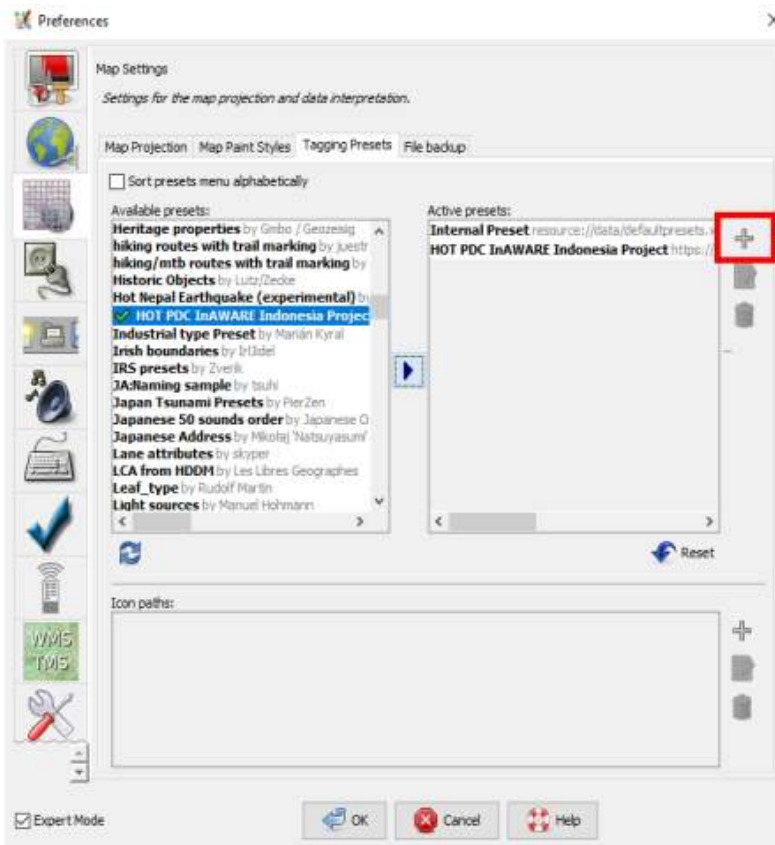 Preferences
Map Settings
Settings for the map projection and data interpretation.
Map Projection Map Paint Styles Tagging Presets File backup
Sort presets menu alphabetically
Available presets:
Heritage properties by Gmbo / Geozeisig
hiking routes with trail marking by juestr
hiking/mtb routes with trail marking by
Historic Objects by Lutz/Zecke
Hot Nepal Earthquake (experimental) by
HOT PDC InAWARE Indonesia Projec
Industrial type Preset by Marián Kyral
Irish boundaries by
IRS presets by Zverik
JA:Naming sample by tsuhi
Japan Tsunami Presets by PierZen
Japanese 50 sounds order by Japanese O
Japanese Address by Mikołaj 'Natsuyasumi'
Lane attributes by skyper
LCA from HDDM by Les Libres Geographes
Leaf_type by Rudolf Martin
Light sources by Manuel Hohmann
Active presets:
Internal Preset resource://data/defaultpresets.x
HOT PDC InAWARE Indonesia Project https://
Reset
Icon paths:
WMS
TMS
Expert Mode
OK
Cancel
Help